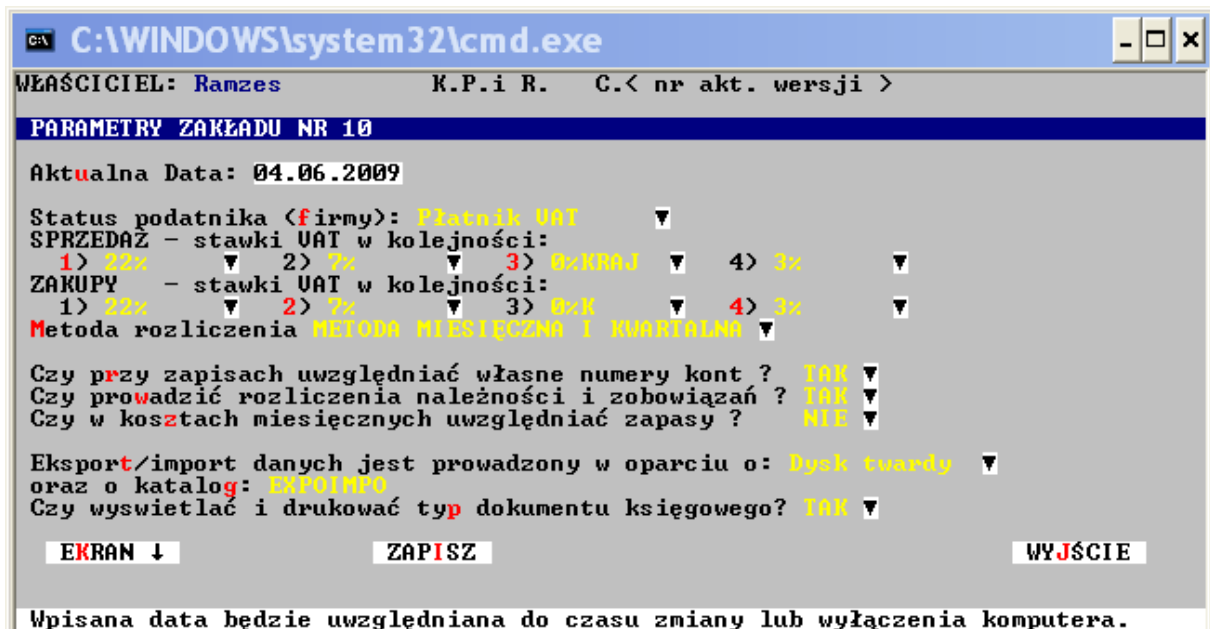 C:\WINDOWS\system32\cmd.exe
WŁAŚCICIEL: Ramzes K.P.i R. C.< nr akt. wersji >
PARAMETRY ZAKŁADU NR 10
Aktualna Data: 04.06.2009
Status podatnika (firmy): Płatnik VAT
SPRZEDAŻ - stawki VAT w kolejności:
1) 22% 2) 7% 3) 0%KRAJ 4) 3%
ZAKUPY - stawki VAT w kolejności:
1) 22% 2) 7% 3) 0%K 4) 3%
Metoda rozliczenia METODA MIESIĘCZNA I KWARTALNA
Czy przy zapisach uwzględniać własne numery kont ? TAK
Czy prowadzić rozliczenia należności i zobowiązań ? TAK
Czy w kosztach miesięcznych uwzględniać zapasy ? NIE
Eksport/import danych jest prowadzony w oparciu o: Dysk twardy
oraz o katalog: EXPOIMPO
Czy wyswietlać i drukować typ dokumentu księgowego? TAK
EKRAN ↓ ZAPISZ WYJŚCIE
Wpisana data będzie uwzględniana do czasu zmiany lub wyłączenia komputera.